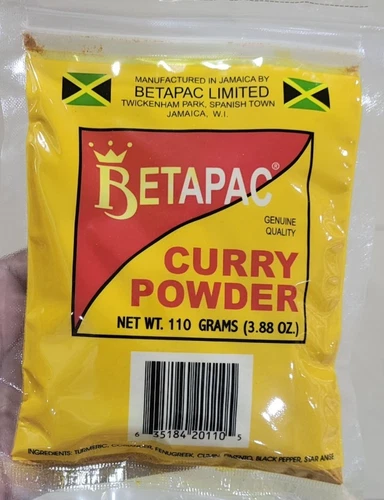 MANUFACTURED IN JAMAICA BY
BETAPAC LIMITED
TWICKENHAM PARK, SPANISH TOWN
JAMAICA, W.I.
BETAPAC®
GENUINE
QUALITY
CURRY
POWDER
NET WT. 110 GRAMS (3.88 OZ.)
6 35184 20110 5
INGREDIENTS: TURMERIC, FENUGREEK, CUMIN, BLACK PEPPER, STAR ANISE